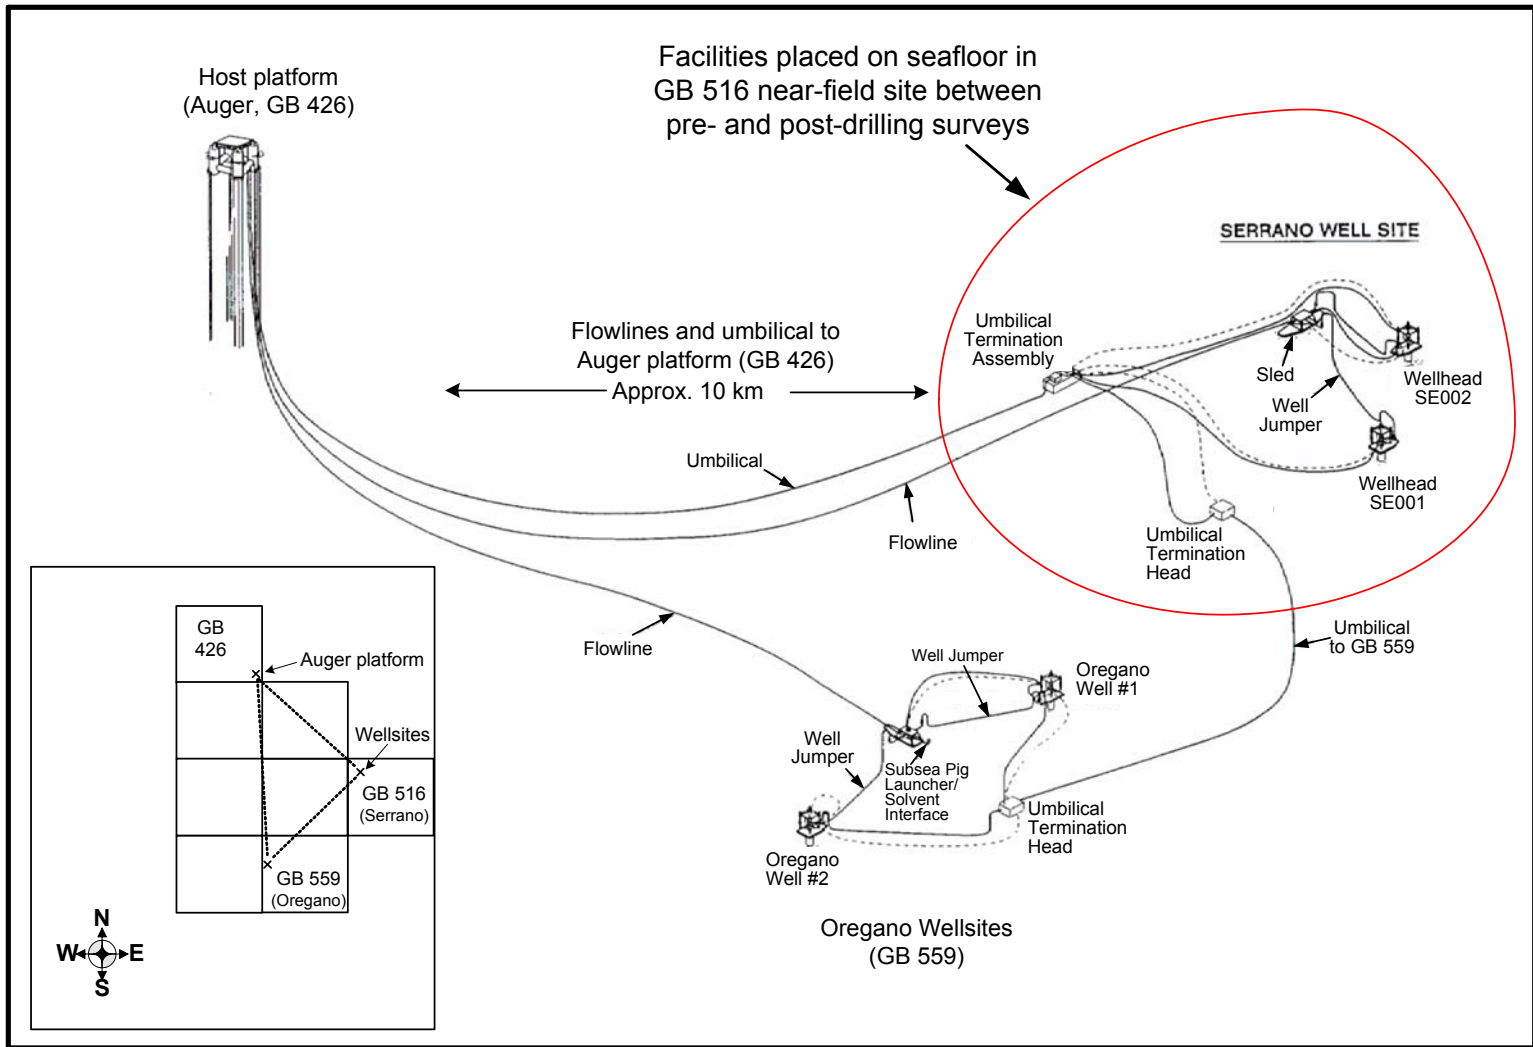 Host platform
(Auger, GB 426)
Facilities placed on seafloor in
GB 516 near-field site between
pre- and post-drilling surveys
SERRANO WELL SITE
Umbilical
Termination
Assembly
Flowlines and umbilical to
Auger platform (GB 426)
Approx. 10 km
Sled
Well
Jumper
Wellhead
SE002
Wellhead
SE001
Umbilical
Flowline
Umbilical
Termination
Head
Umbilical
to GB 559
Flowline
Well Jumper
Oregano
Well #1
Well
Jumper
Subsea Pig
Launcher/
Solvent
Interface
Umbilical
Termination
Head
Oregano
Well #2
Oregano Wellsites
(GB 559)
GB
426
Auger platform
Wellsites
GB 516
(Serrano)
GB 559
(Oregano)
N
W E
S